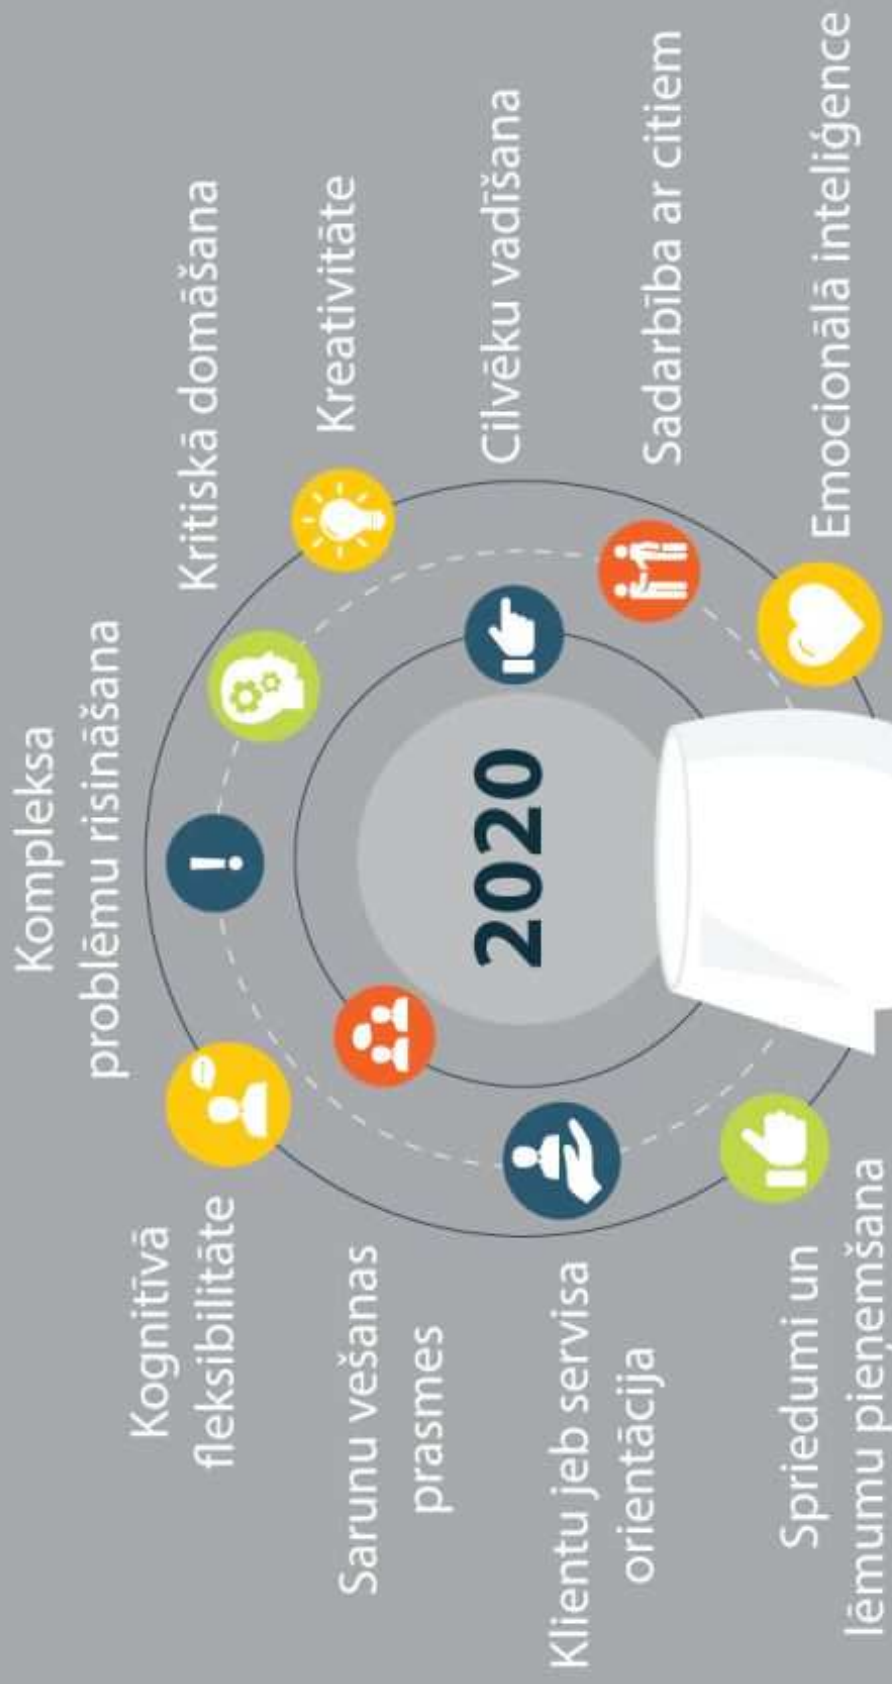 Kompleksa
problēmu risināšana
Kritiskā domāšana
Kreativitāte
Cilvēku vadīšana
Sadarbība ar citiem
Emocionālā inteliģence
Spriedumi un
lēmumu pieņemšana
Klientu jeb servisa
orientācija
Sarunu vešanas
prasmes
Kognitīvā
fleksibilitāte
2020